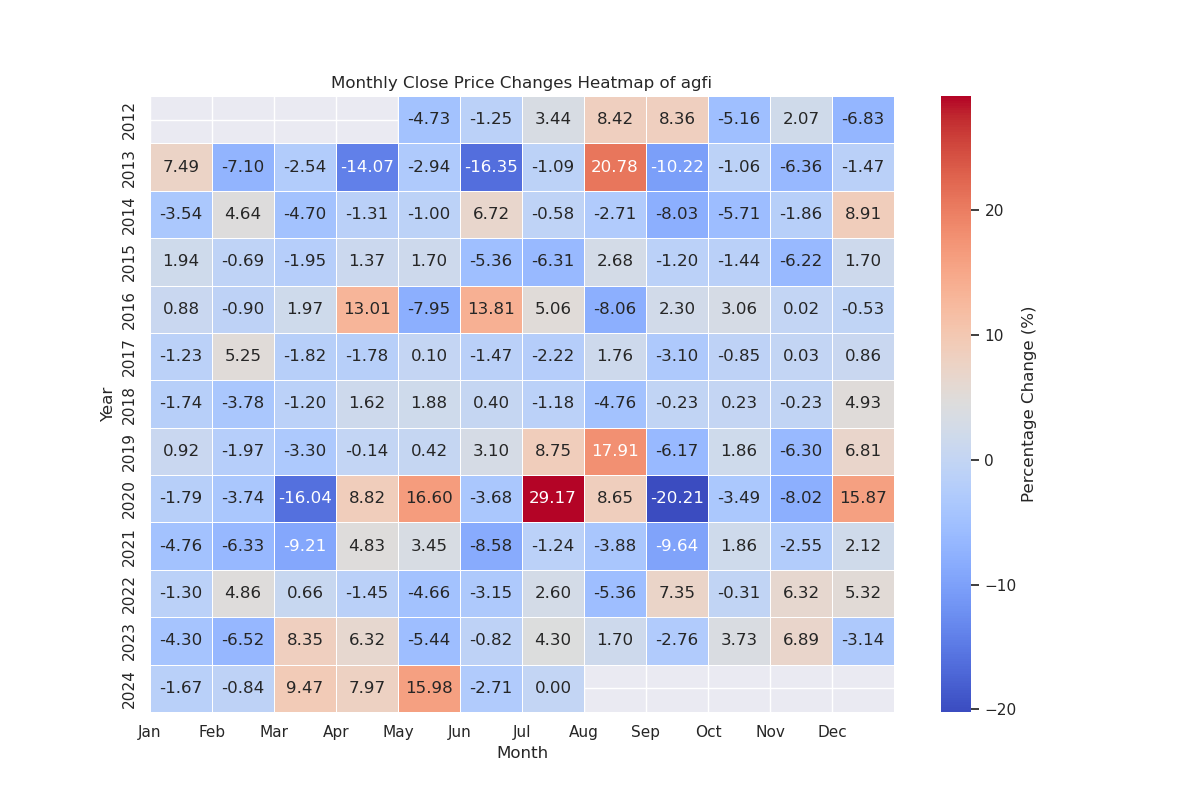 Monthly Close Price Changes Heatmap of agfi
2012 -4.73 -1.25 3.44 8.42 8.36 -5.16 2.07 -6.83
2013 7.49 -7.10 -2.54 -14.07 -2.94 -16.35 -1.09 20.78 -10.22 -1.06 -6.36 -1.47
2014 -3.54 4.64 -4.70 -1.31 -1.00 6.72 -0.58 -2.71 -8.03 -5.71 -1.86 8.91
2015 1.94 -0.69 -1.95 1.37 1.70 -5.36 -6.31 2.68 -1.20 -1.44 -6.22 1.70
2016 0.88 -0.90 1.97 13.01 -7.95 13.81 5.06 -8.06 2.30 3.06 0.02 -0.53
2017 -1.23 5.25 -1.82 -1.78 0.10 -1.47 -2.22 1.76 -3.10 -0.85 0.03 0.86
2018 -1.74 -3.78 -1.20 1.62 1.88 0.40 -1.18 -4.76 -0.23 0.23 -0.23 4.93
2019 0.92 -1.97 -3.30 -0.14 0.42 3.10 8.75 17.91 -6.17 1.86 -6.30 6.81
2020 -1.79 -3.74 -16.04 8.82 16.60 -3.68 29.17 8.65 -20.21 -3.49 -8.02 15.87
2021 -4.76 -6.33 -9.21 4.83 3.45 -8.58 -1.24 -3.88 -9.64 1.86 -2.55 2.12
2022 -1.30 4.86 0.66 -1.45 -4.66 -3.15 2.60 -5.36 7.35 -0.31 6.32 5.32
2023 -4.30 -6.52 8.35 6.32 -5.44 -0.82 4.30 1.70 -2.76 3.73 6.89 -3.14
2024 -1.67 -0.84 9.47 7.97 15.98 -2.71 0.00
Jan Feb Mar Apr May Jun Jul Aug Sep Oct Nov Dec
Month
Year
20
10
0
−10
−20
Percentage Change (%)